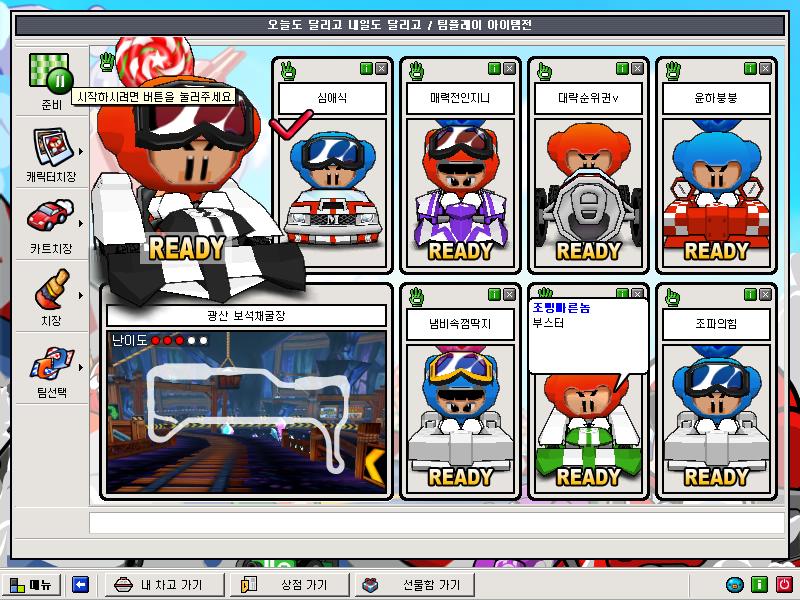 오늘도 달리고 내일도 달리고 / 팀플레이 아이템전
준비
시작하시려면 버튼을 눌러주세요.
캐릭터치장
카트치장
치장
팀선택
READY
심애식
매력전인지니
READY
대략순위권v
READY
윤하붕붕
READY
광산 보석채굴장
난이도
냄비속껌딱지
READY
조띵빠른놈
부스터
READY
조파의힘
READY
메뉴
내 차고 가기
상점 가기
선물함 가기